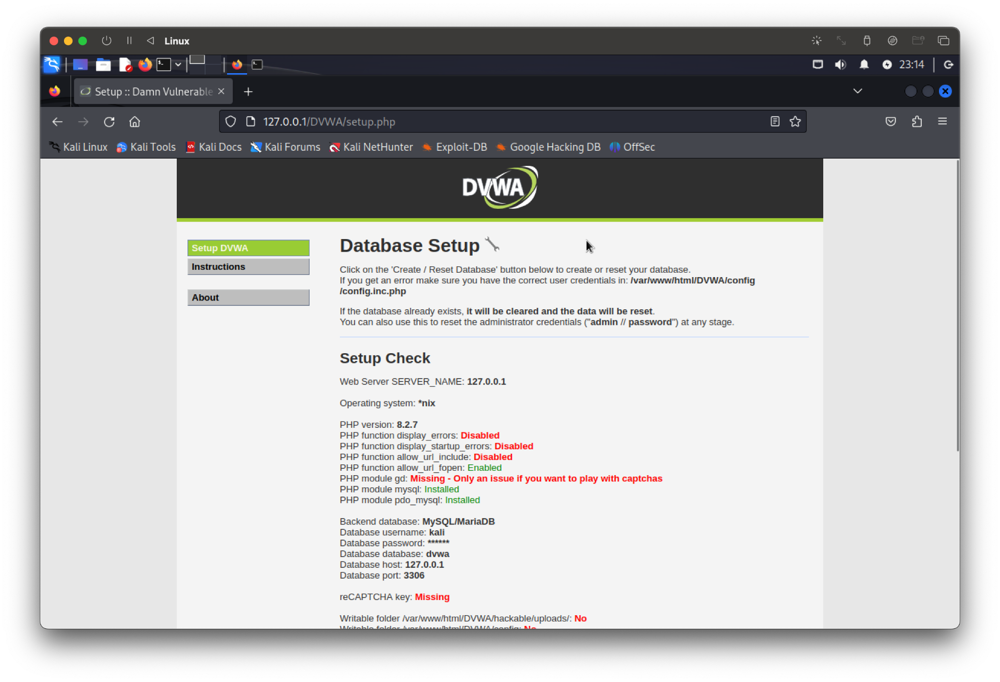 Linux
23:14
Setup :: Damn Vulnerable
127.0.0.1/DVWA/setup.php
Kali Linux Kali Tools Kali Docs Kali Forums Kali NetHunter Exploit-DB Google Hacking DB OffSec
DVWA
Setup DVWA
Instructions
About
Database Setup
Click on the 'Create / Reset Database' button below to create or reset your database.
If you get an error make sure you have the correct user credentials in: /var/www/html/DVWA/config
/config.inc.php
If the database already exists, it will be cleared and the data will be reset.
You can also use this to reset the administrator credentials ("admin // password") at any stage.
Setup Check
Web Server SERVER_NAME: 127.0.0.1
Operating system: *nix
PHP version: 8.2.7
PHP function display_errors: Disabled
PHP function display_startup_errors: Disabled
PHP function allow_url_include: Disabled
PHP function allow_url_fopen: Enabled
PHP module gd: Missing - Only an issue if you want to play with captchas
PHP module mysql: Installed
PHP module pdo_mysql: Installed
Backend database: MySQL/MariaDB
Database username: kali
Database password: ******
Database database: dvwa
Database host: 127.0.0.1
Database port: 3306
reCAPTCHA key: Missing
Writable folder /var/www/html/DVWA/hackable/uploads/: No
Writable folder /var/www/html/DVWA/config: No